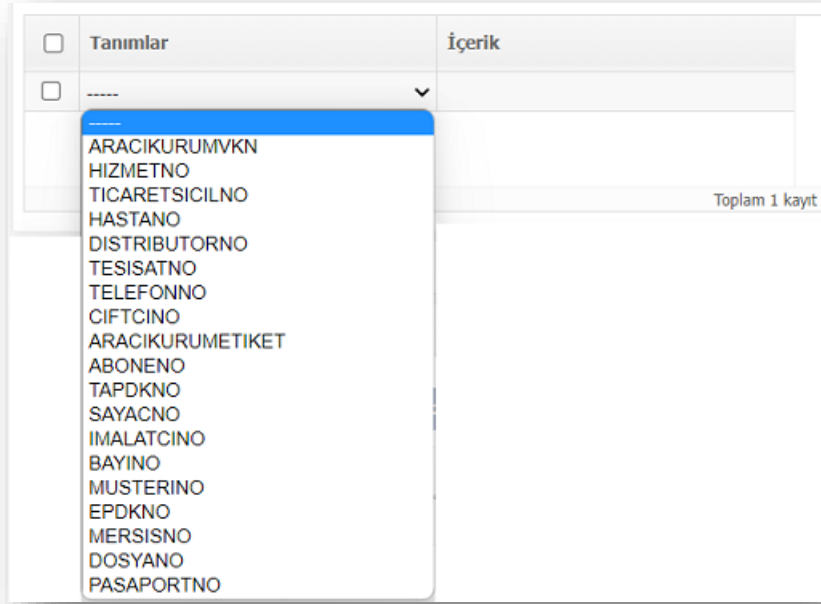 Tanımlar İçerik
-----
-----
ARACIKURUMVKN
HIZMETNO
TICARETSICILNO
HASTANO
DISTRIBUTORNO
TESISATNO
TELEFONNO
CIFTCINO
ARACIKURUMETIKET
ABONENO
TAPDKNO
SAYACNO
IMALATCINO
BAYINO
MUSTERINO
EPDKNO
MERSISNO
DOSYANO
PASAPORTNO
Toplam 1 kayıt